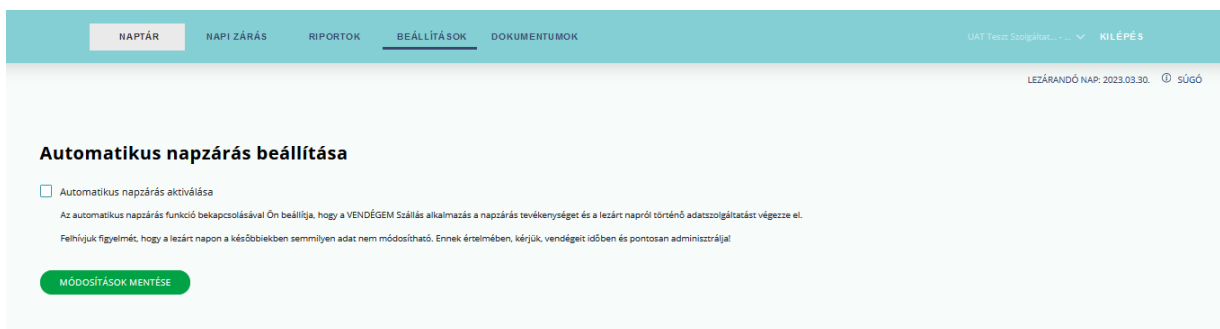 NAPTÁR NAPI ZÁRÁS RIPORTOK BEÁLLÍTÁSOK DOKUMENTUMOK UAT Teszt Szolgáltat... - ... KILÉPÉS
LEZÁRANDÓ NAP: 2023.03.30. SÚGÓ
Automatikus napzárás beállítása
Automatikus napzárás aktiválása
Az automatikus napzárás funkció bekapcsolásával Ön beállítja, hogy a VENDÉGEM Szállás alkalmazás a napzárás tevékenységet és a lezárt napról történő adatszolgáltatást végezze el.
Felhívjuk figyelmét, hogy a lezárt napon a későbbiekben semmilyen adat nem módosítható. Ennek értelmében, kérjük, vendégeit időben és pontosan adminisztrálja!
MÓDOSÍTÁSOK MENTÉSE